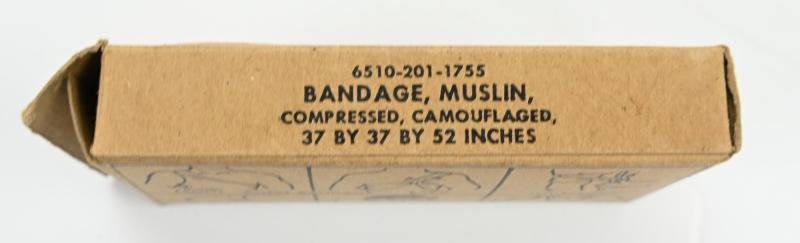 6510-201-1755
BANDAGE, MUSLIN,
COMPRESSED, CAMOUFLAGED,
37 BY 37 BY 52 INCHES